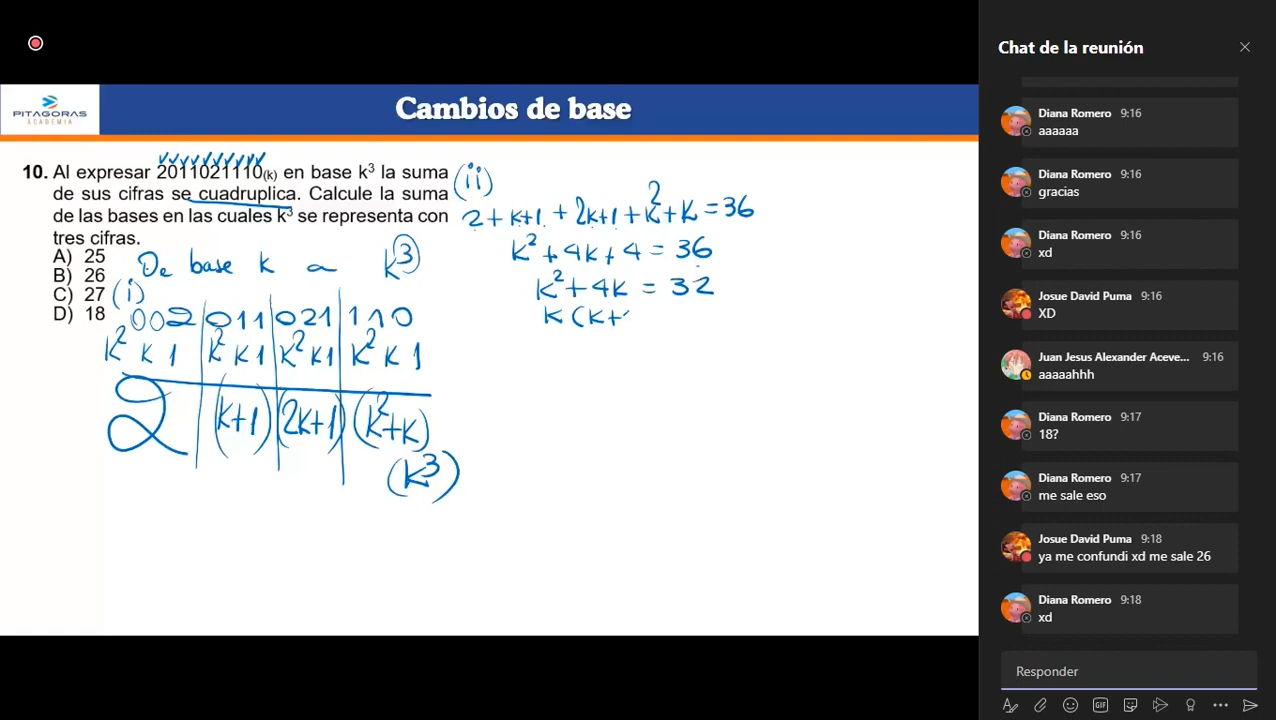 Cambios de base
PITAGORAS
ACADEMIA
10. Al expresar 2011021110(k) en base k³ la suma
de sus cifras se cuadruplica. Calcule la suma
de las bases en las cuales k³ se representa con
tres cifras.
A) 25
B) 26
C) 27
D) 18
De base k a k³
(i)
002 | 011 | 021 | 110
k² k 1 | k² k 1 | k² k 1 | k² k 1
2 | (k+1) | (2k+1) | (k²+k)
(k³)
(ii)
2 + k+1 + 2k+1 + k² + k = 36
k² + 4k + 4 = 36
k² + 4k = 32
k (k+
Chat de la reunión
Diana Romero 9:16
aaaaaa
Diana Romero 9:16
gracias
Diana Romero 9:16
xd
Josue David Puma 9:16
XD
Juan Jesus Alexander Aceve... 9:16
aaaaahhh
Diana Romero 9:17
18?
Diana Romero 9:17
me sale eso
Josue David Puma 9:18
ya me confundi xd me sale 26
Diana Romero 9:18
xd
Responder
GIF